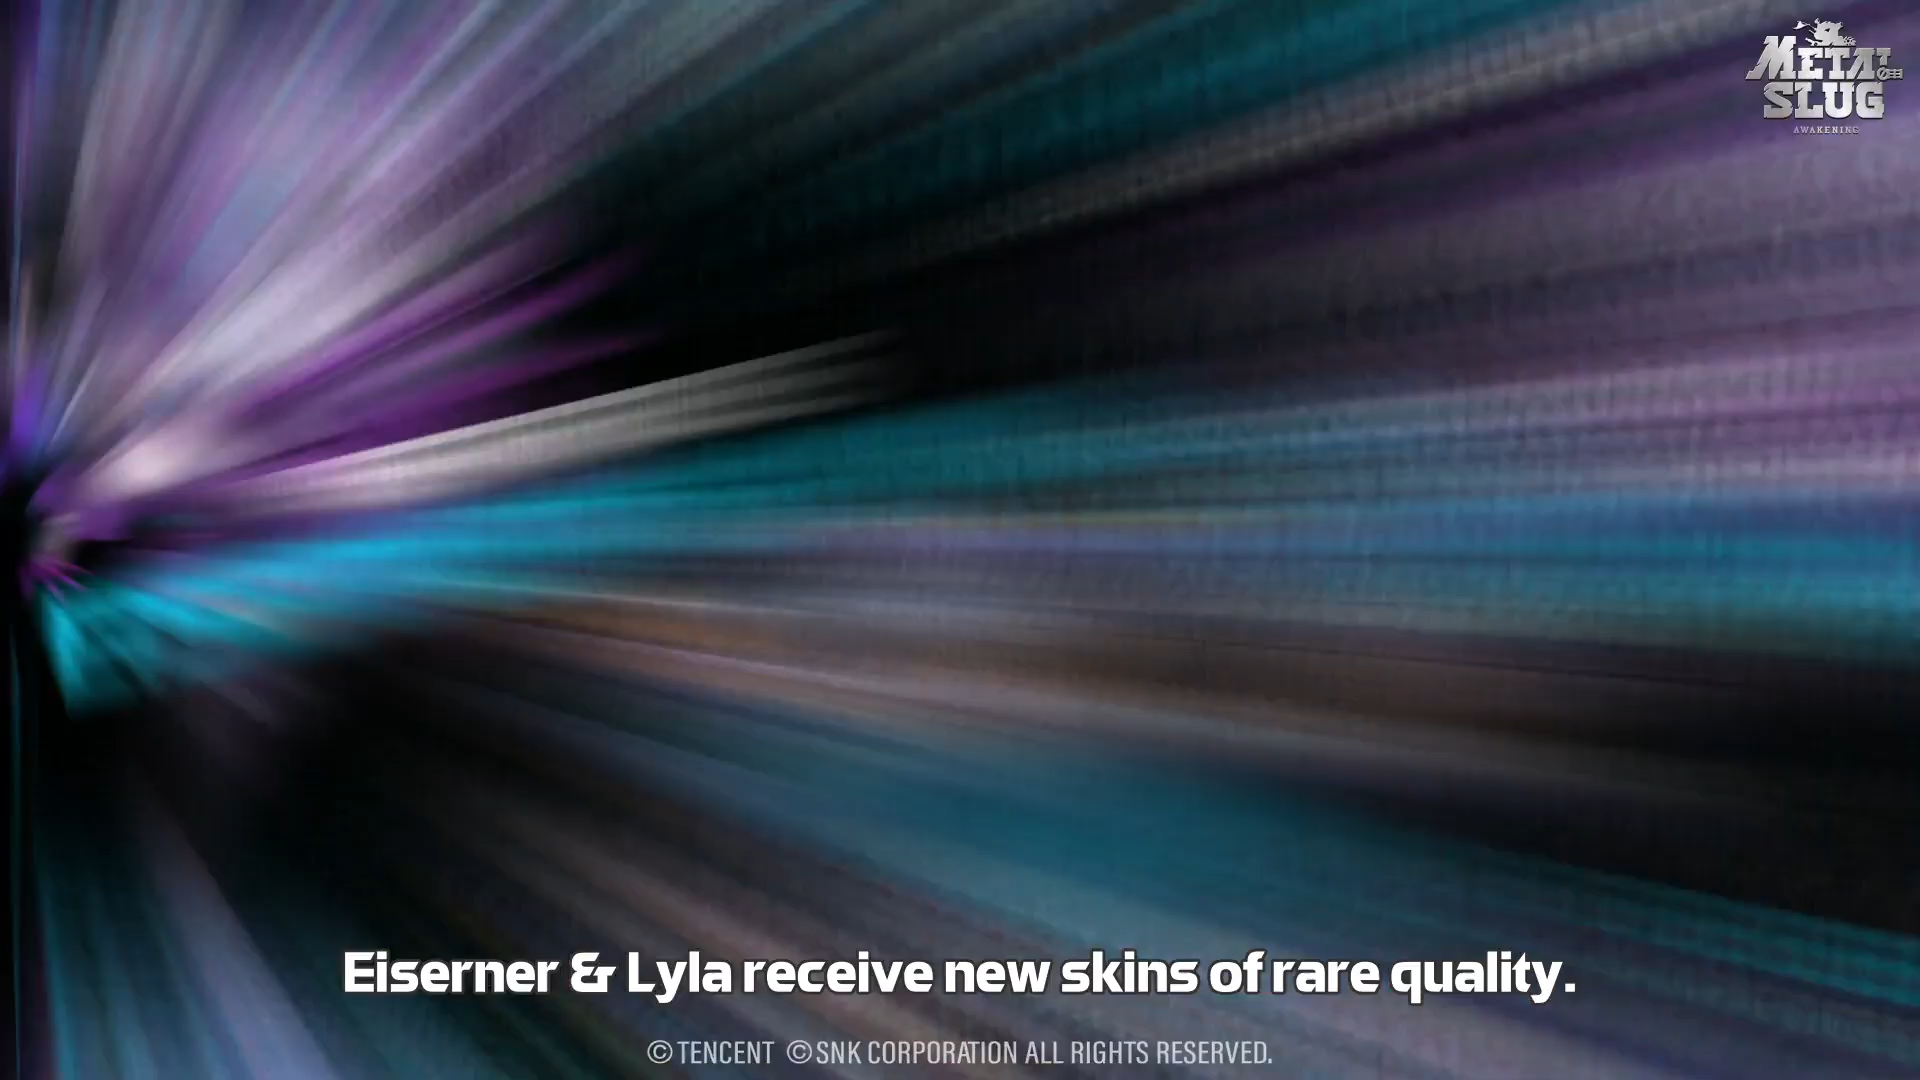 METAL
SLUG
AWAKENING
Eiserner & Lyla receive new skins of rare quality.
© TENCENT © SNK CORPORATION ALL RIGHTS RESERVED.